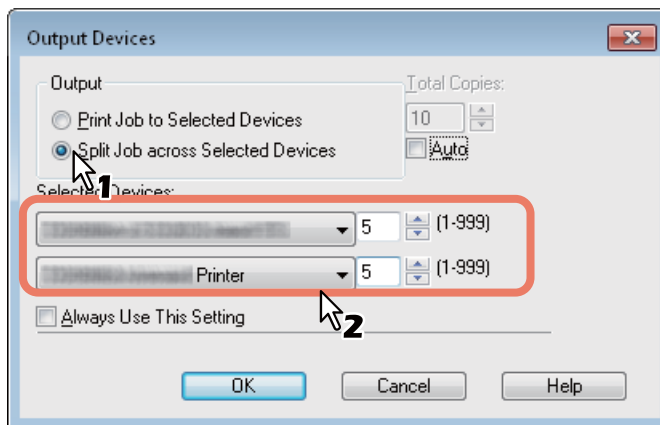 Output Devices
Output
Total Copies:
Print Job to Selected Devices
10
Split Job across Selected Devices
Auto
1
Selected Devices:
5 (1-999)
Printer 5 (1-999)
Always Use This Setting
2
OK Cancel Help